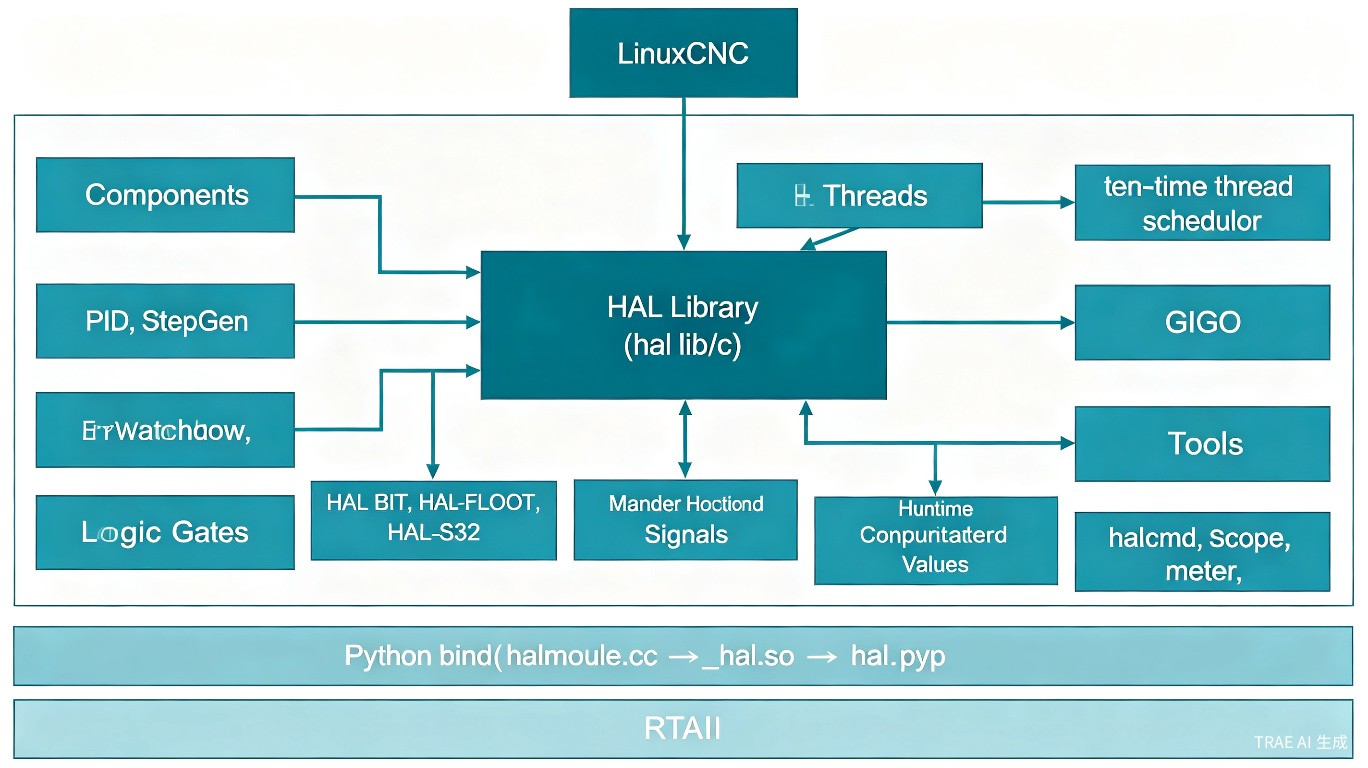 LinuxCNC
Components
Threads
ten-time thread
schedulor
HAL Library
(hal lib/c)
PID, StepGen
GIGO
Tools
Logic Gates
HAL BIT, HAL-FLOOT,
HAL-S32
Mander Hoctiond
Signals
Huntime
Values
halcmd, Scope,
meter,
Python bind(halmoule.cc →_hal.so → hal.pyp
RTAII
TRAE AI 生成